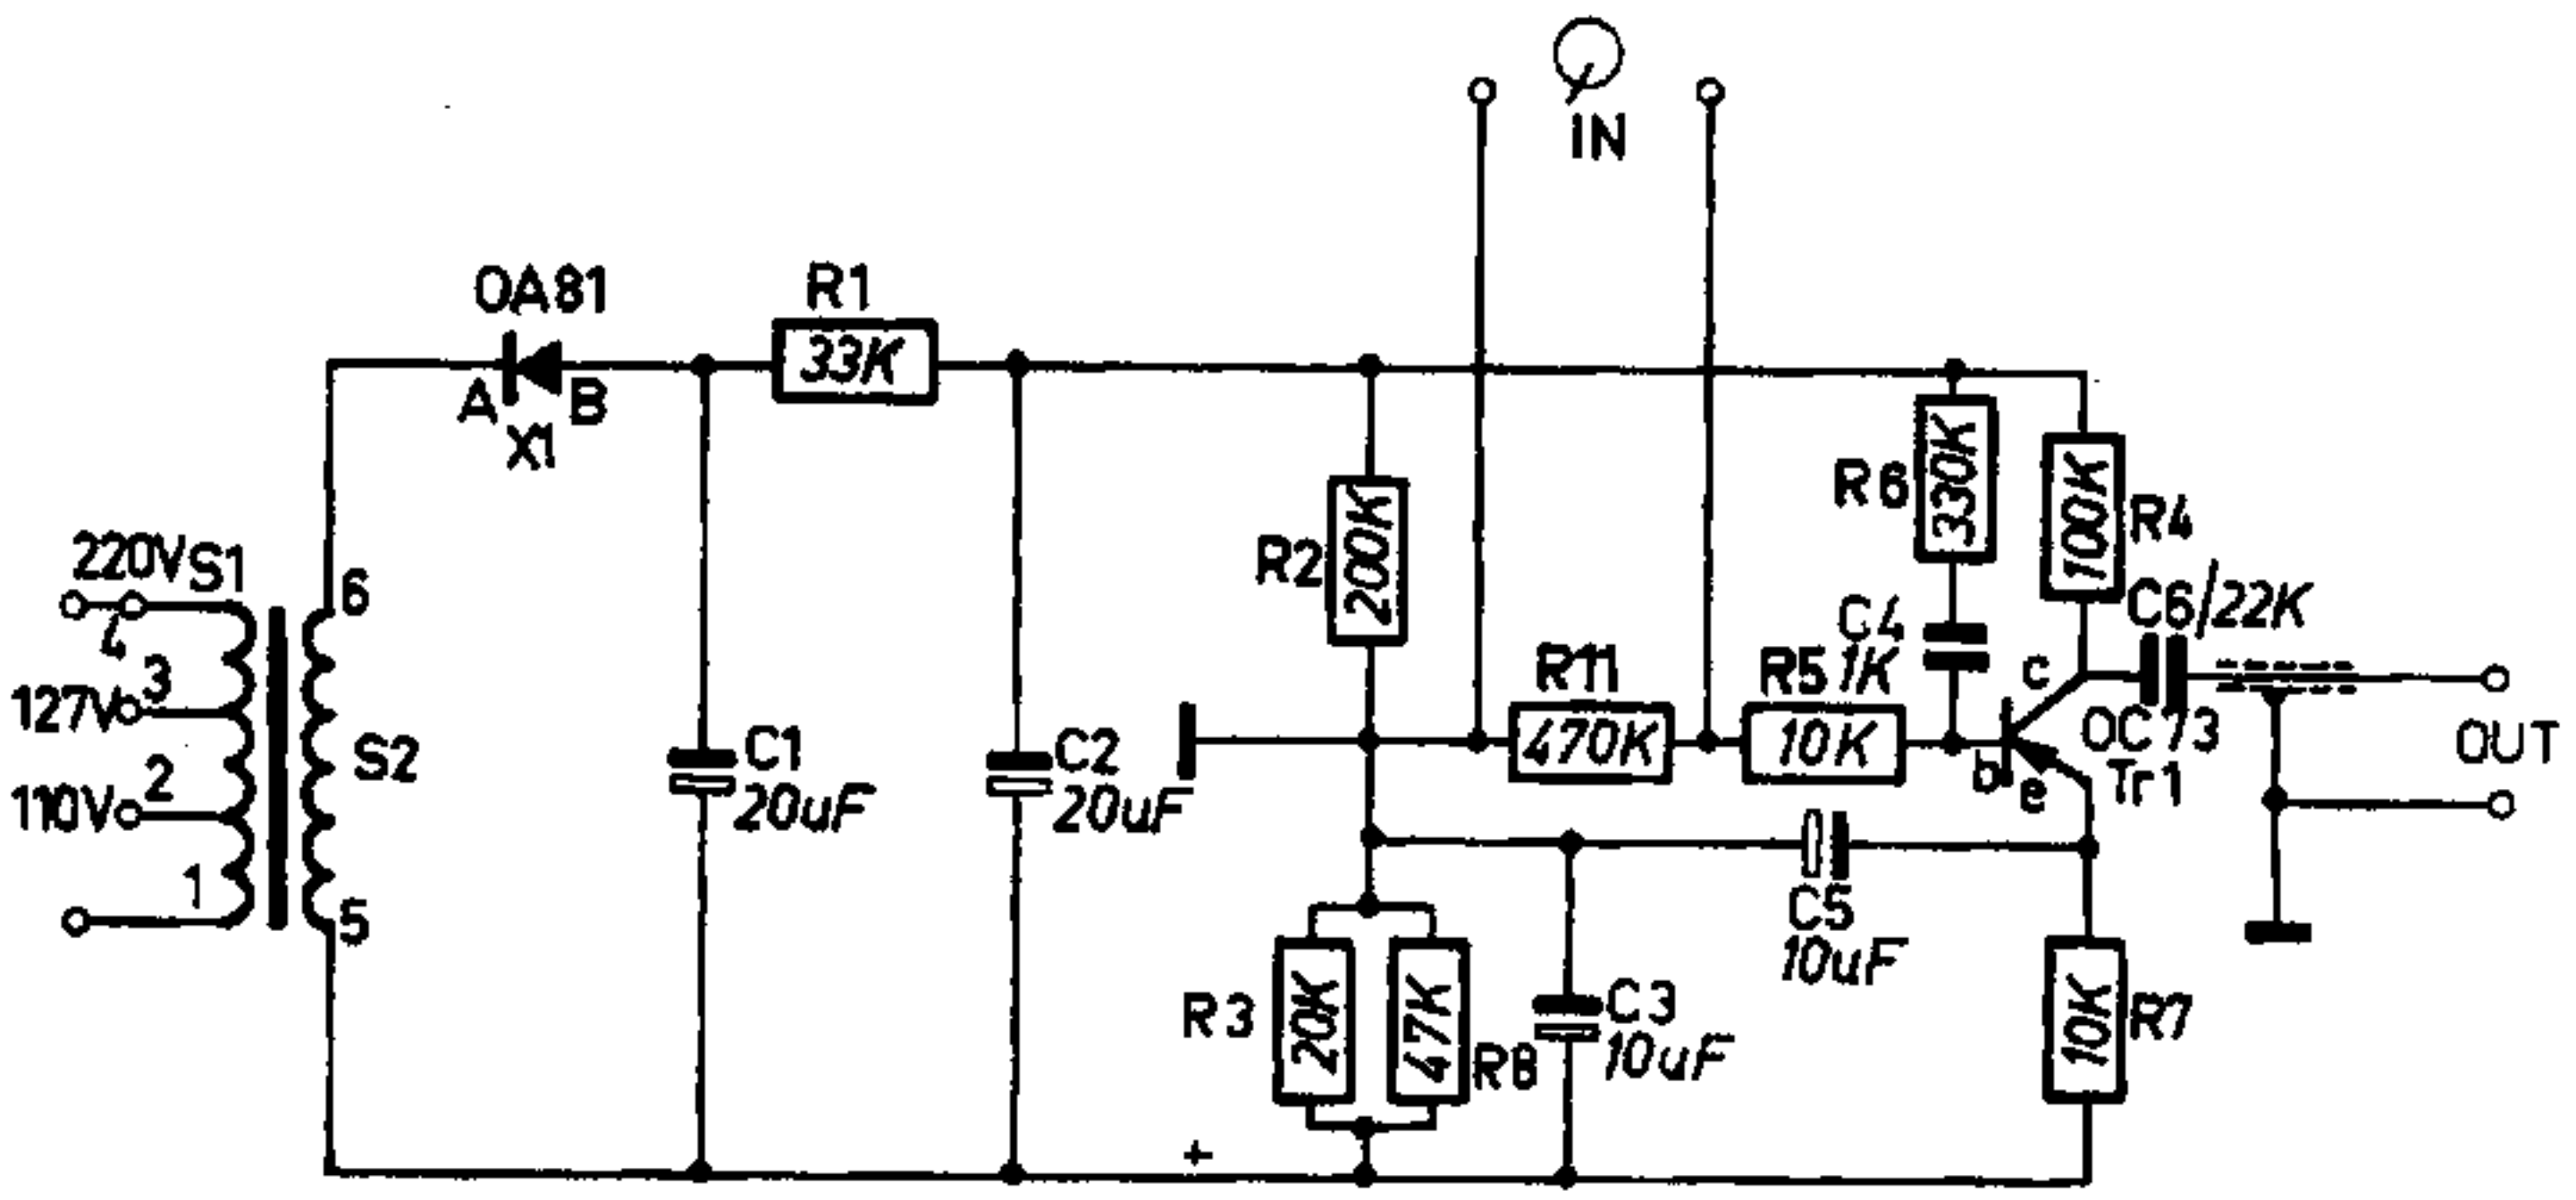 IN
OA81
A
B
X1
R1
33K
220V
S1
4
3
127V
2
110V
1
6
S2
5
C1
20uF
C2
20uF
R2
200K
R11
470K
R5
10K
R6
330K
C4
1K
R4
100K
C6/22K
c
b
e
OC73
Tr1
OUT
C5
10uF
R3
20K
47K
R8
C3
10uF
10K
R7
+